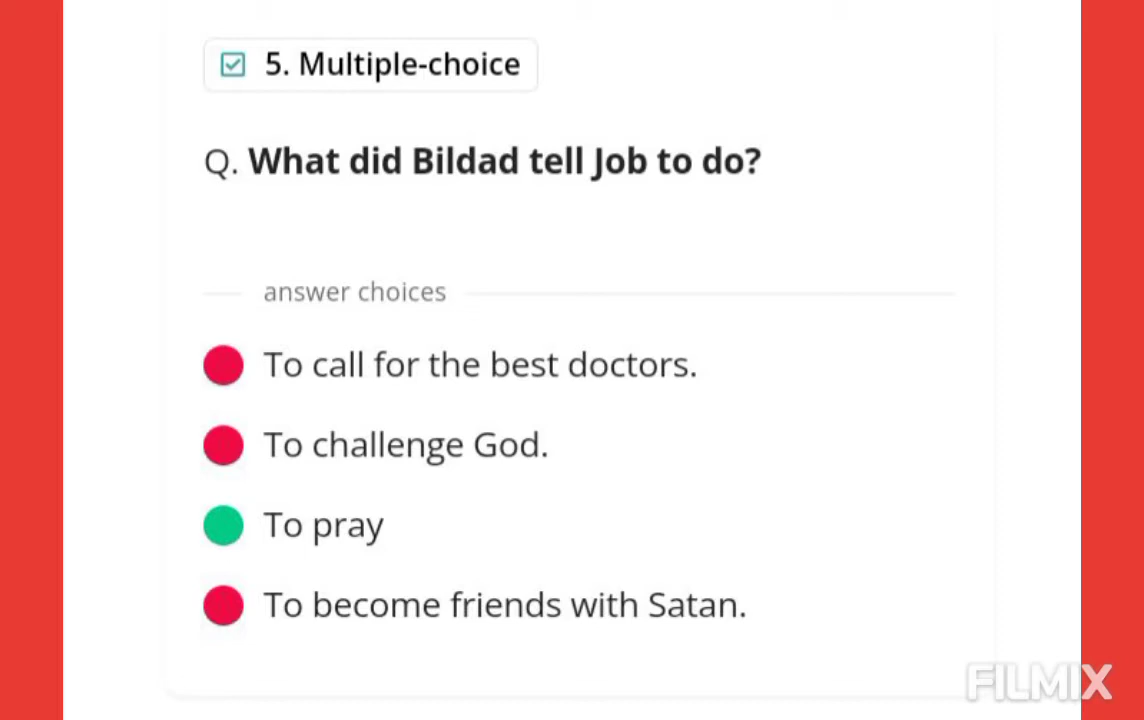 5. Multiple-choice
Q. What did Bildad tell Job to do?
answer choices
To call for the best doctors.
To challenge God.
To pray
To become friends with Satan.
FILMIX